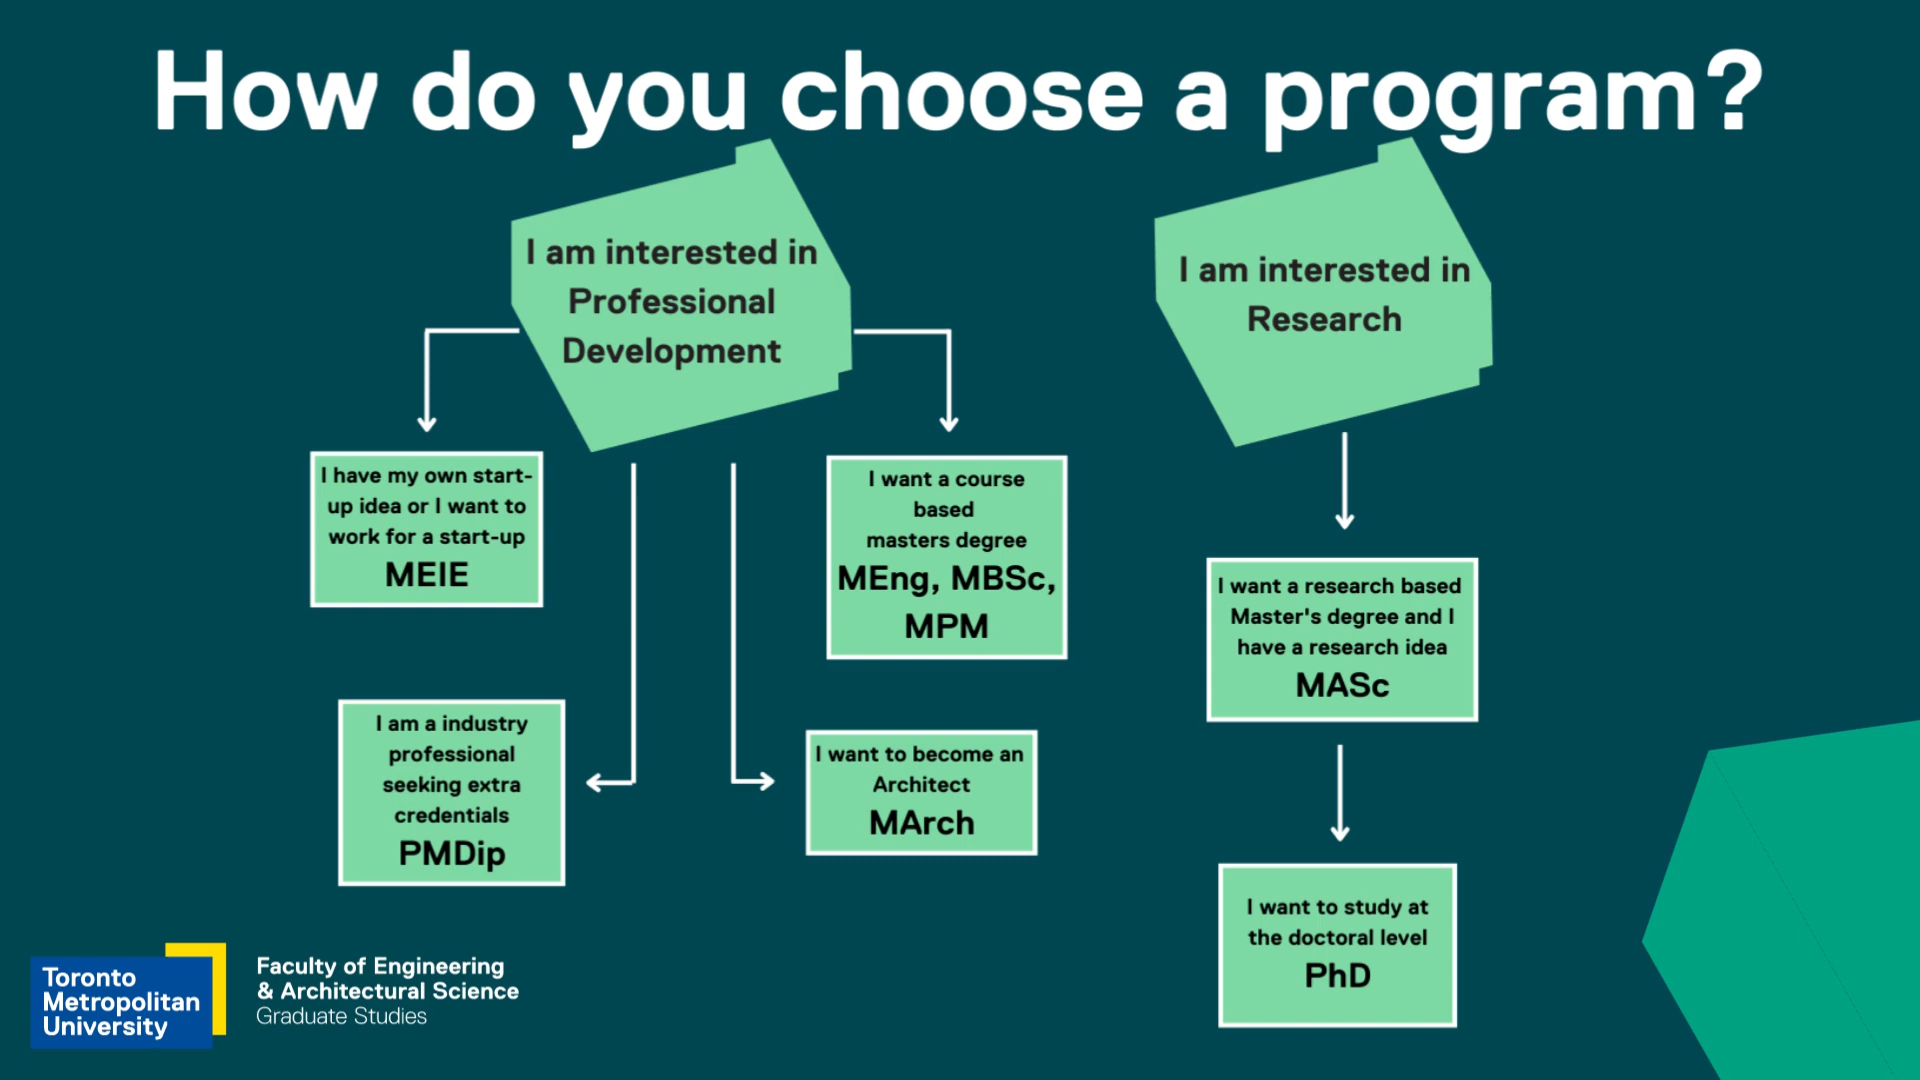 How do you choose a program?
I am interested in
Professional
Development
I have my own start-
up idea or I want to
work for a start-up
MEIE
I want a course
based
masters degree
MEng, MBSc,
MPM
I am a industry
professional
seeking extra
credentials
PMDip
I want to become an
Architect
MArch
I am interested in
Research
I want a research based
Master's degree and I
have a research idea
MASc
I want to study at
the doctoral level
PhD
Toronto
Metropolitan
University
Faculty of Engineering
& Architectural Science
Graduate Studies